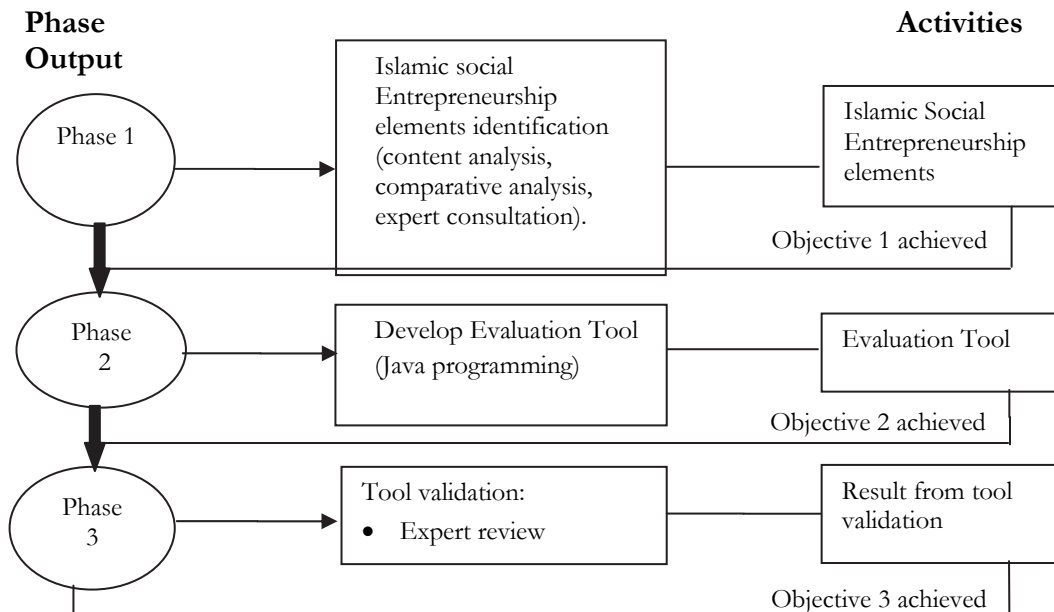 Phase
Output
Activities
Phase 1
Islamic social
Entrepreneurship
elements identification
(content analysis,
comparative analysis,
expert consultation).
Islamic Social
Entrepreneurship
elements
Objective 1 achieved
Phase
2
Develop Evaluation Tool
(Java programming)
Evaluation Tool
Objective 2 achieved
Phase
3
Tool validation:
• Expert review
Result from tool
validation
Objective 3 achieved